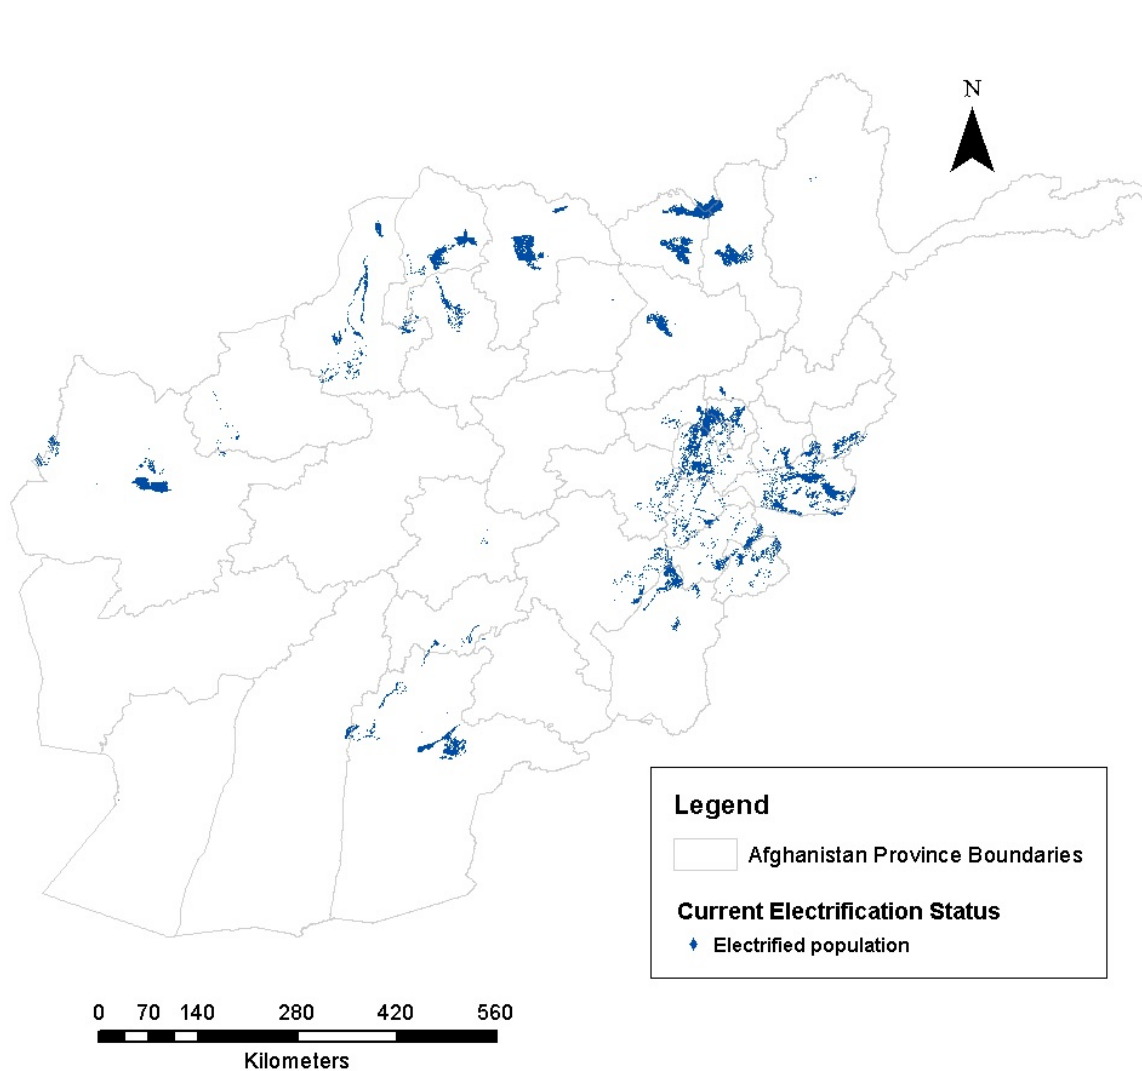 N
Legend
Afghanistan Province Boundaries
Current Electrification Status
Electrified population
0 70 140 280 420 560
Kilometers